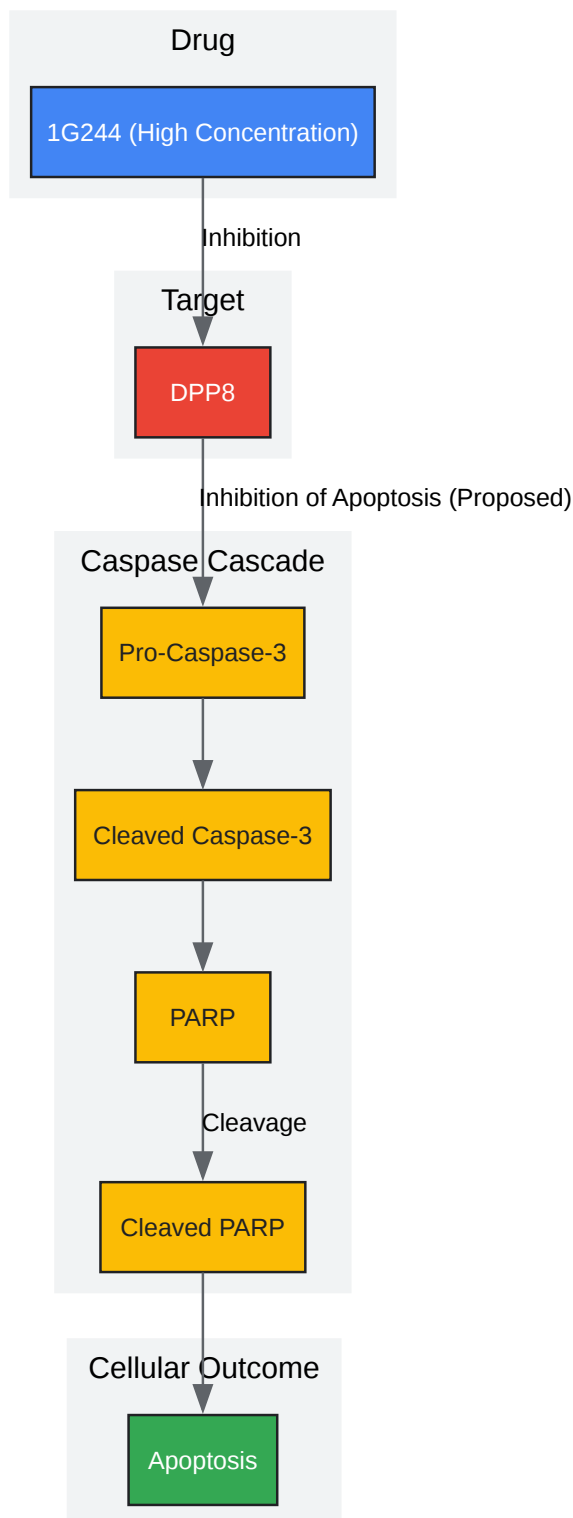 Drug
1G244 (High Concentration)
Inhibition
Target
DPP8
Inhibition of Apoptosis (Proposed)
Caspase Cascade
Pro-Caspase-3
Cleaved Caspase-3
PARP
Cleavage
Cleaved PARP
Cellular Outcome
Apoptosis